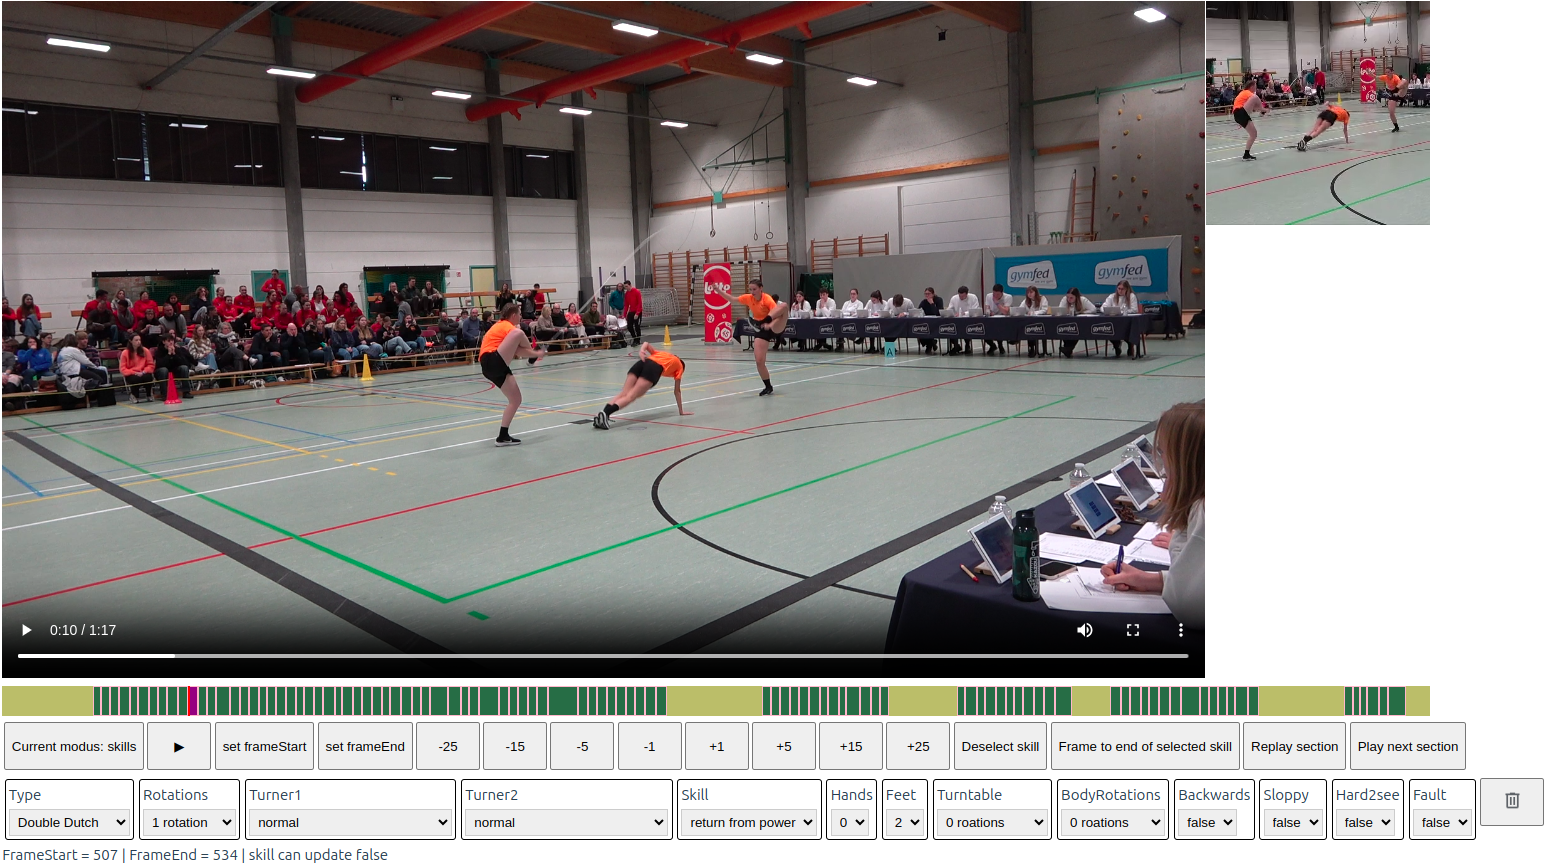 gymfed
gymfed
A
0:10 / 1:17
Current modus: skills
set frameStart
set frameEnd
-25
-15
-5
-1
+1
+5
+15
+25
Deselect skill
Frame to end of selected skill
Replay section
Play next section
Type
Rotations
Turner1
Turner2
Skill
Hands
Feet
Turntable
BodyRotations
Backwards
Sloppy
Hard2see
Fault
Double Dutch
1 rotation
normal
normal
return from power
0
2
0 roations
0 roations
false
false
false
false
FrameStart = 507 | FrameEnd = 534 | skill can update false